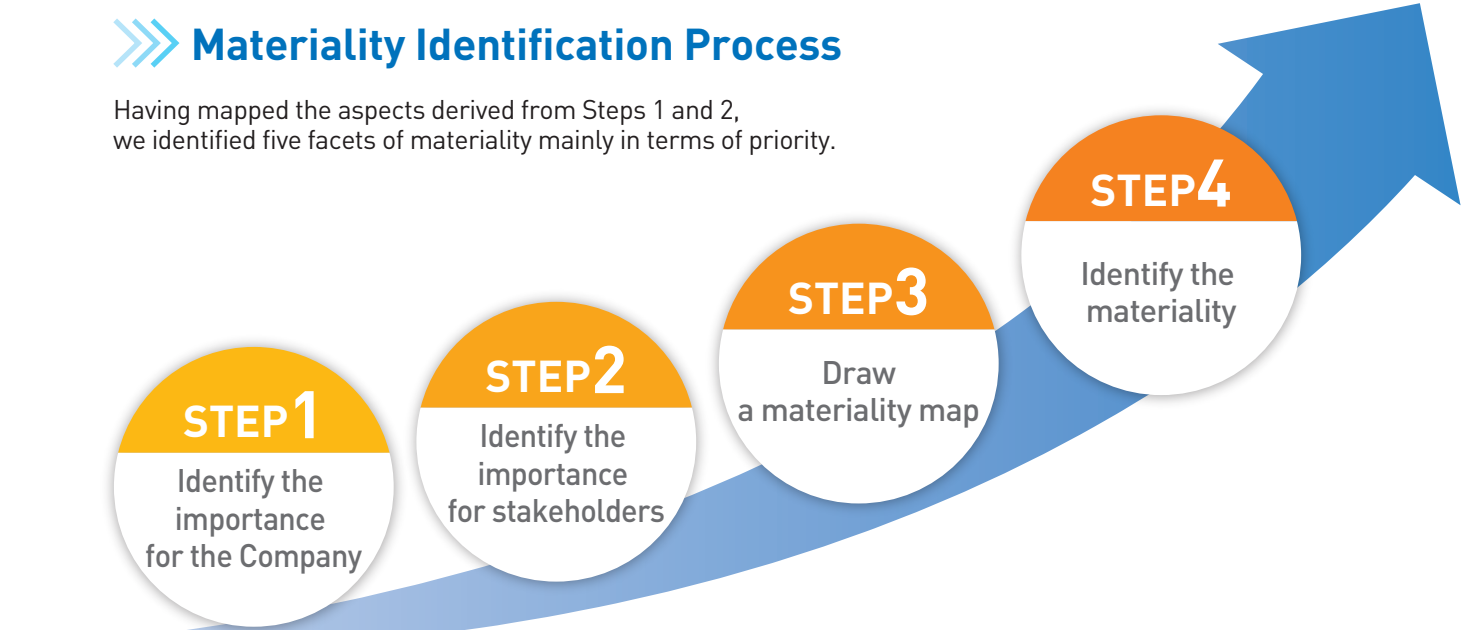 Materiality Identification Process
Having mapped the aspects derived from Steps 1 and 2,
we identified five facets of materiality mainly in terms of priority.
STEP1
Identify the
importance
for the Company
STEP2
Identify the
importance
for stakeholders
STEP3
Draw
a materiality map
STEP4
Identify the
materiality